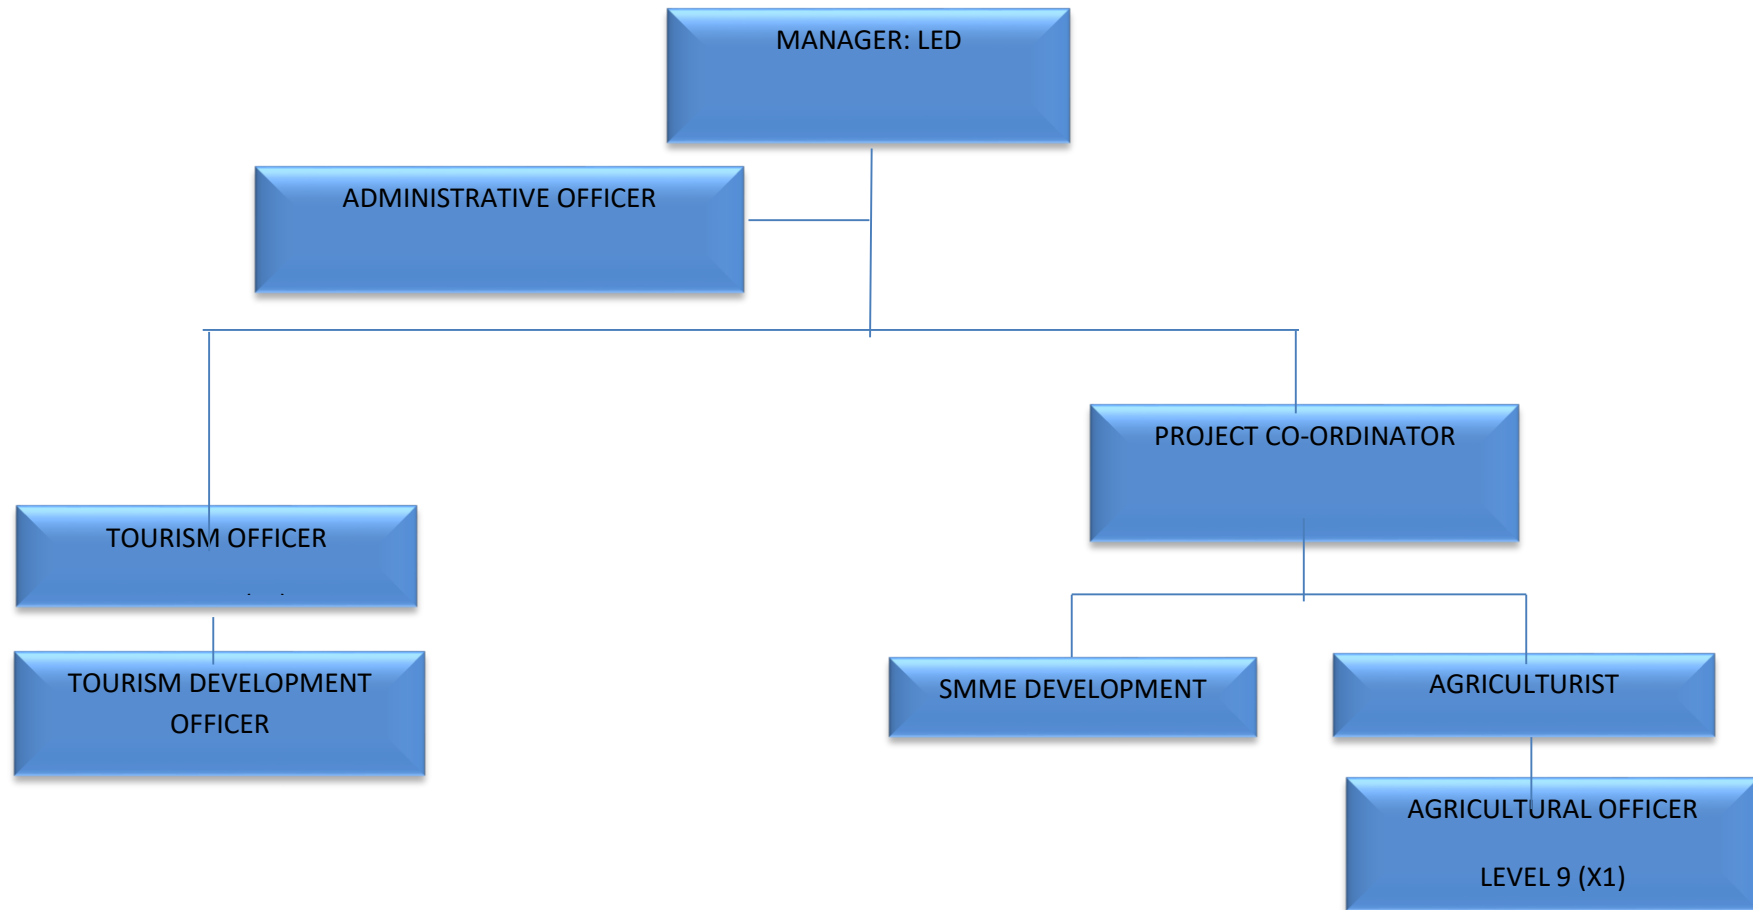 MANAGER: LED
ADMINISTRATIVE OFFICER
PROJECT CO-ORDINATOR
TOURISM OFFICER
TOURISM DEVELOPMENT
OFFICER
SMME DEVELOPMENT
AGRICULTURIST
AGRICULTURAL OFFICER
LEVEL 9 (X1)